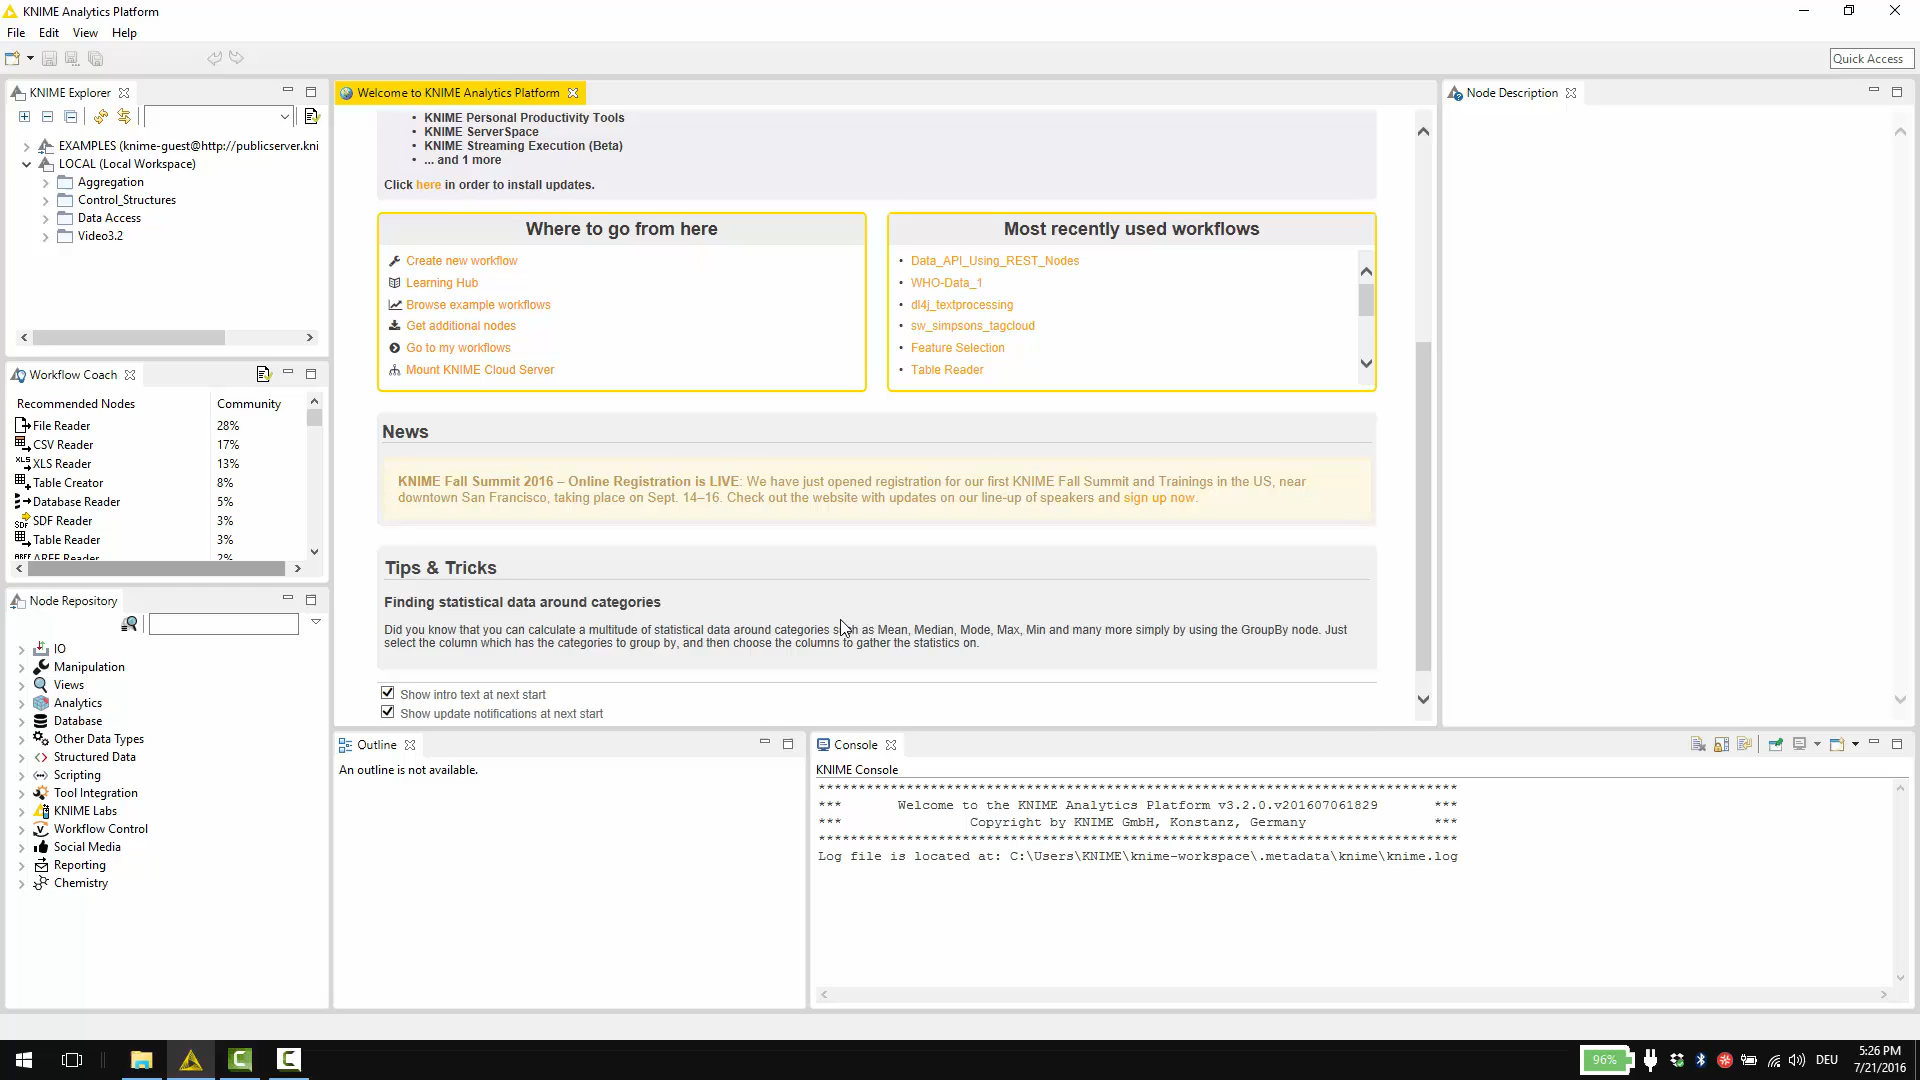 KNIME Analytics Platform
File Edit View Help
Quick Access
KNIME Explorer
EXAMPLES (knime-guest@http://publicserver.kni
LOCAL (Local Workspace)
Aggregation
Control_Structures
Data Access
Video3.2
Workflow Coach
Recommended Nodes Community
File Reader 28%
CSV Reader 17%
XLS XLS Reader 13%
Table Creator 8%
Database Reader 5%
SDF SDF Reader 3%
Table Reader 3%
ARFF ARFF Reader 2%
Node Repository
IO
Manipulation
Views
Analytics
Database
Other Data Types
Structured Data
Scripting
Tool Integration
KNIME Labs
Workflow Control
Social Media
Reporting
Chemistry
Welcome to KNIME Analytics Platform
• KNIME Personal Productivity Tools
• KNIME ServerSpace
• KNIME Streaming Execution (Beta)
• ... and 1 more
Click here in order to install updates.
Where to go from here
Create new workflow
Learning Hub
Browse example workflows
Get additional nodes
Go to my workflows
Mount KNIME Cloud Server
Most recently used workflows
• Data_API_Using_REST_Nodes
• WHO-Data_1
• dl4j_textprocessing
• sw_simpsons_tagcloud
• Feature Selection
• Table Reader
News
KNIME Fall Summit 2016 – Online Registration is LIVE: We have just opened registration for our first KNIME Fall Summit and Trainings in the US, near
downtown San Francisco, taking place on Sept. 14–16. Check out the website with updates on our line-up of speakers and sign up now.
Tips & Tricks
Finding statistical data around categories
Did you know that you can calculate a multitude of statistical data around categories such as Mean, Median, Mode, Max, Min and many more simply by using the GroupBy node. Just
select the column which has the categories to group by, and then choose the columns to gather the statistics on.
Show intro text at next start
Show update notifications at next start
Node Description
Outline
An outline is not available.
Console
KNIME Console
********************************************************************************
*** Welcome to the KNIME Analytics Platform v3.2.0.v201607061829 ***
*** Copyright by KNIME GmbH, Konstanz, Germany ***
********************************************************************************
Log file is located at: C:\Users\KNIME\knime-workspace\.metadata\knime\knime.log
96%
DEU
5:26 PM
7/21/2016